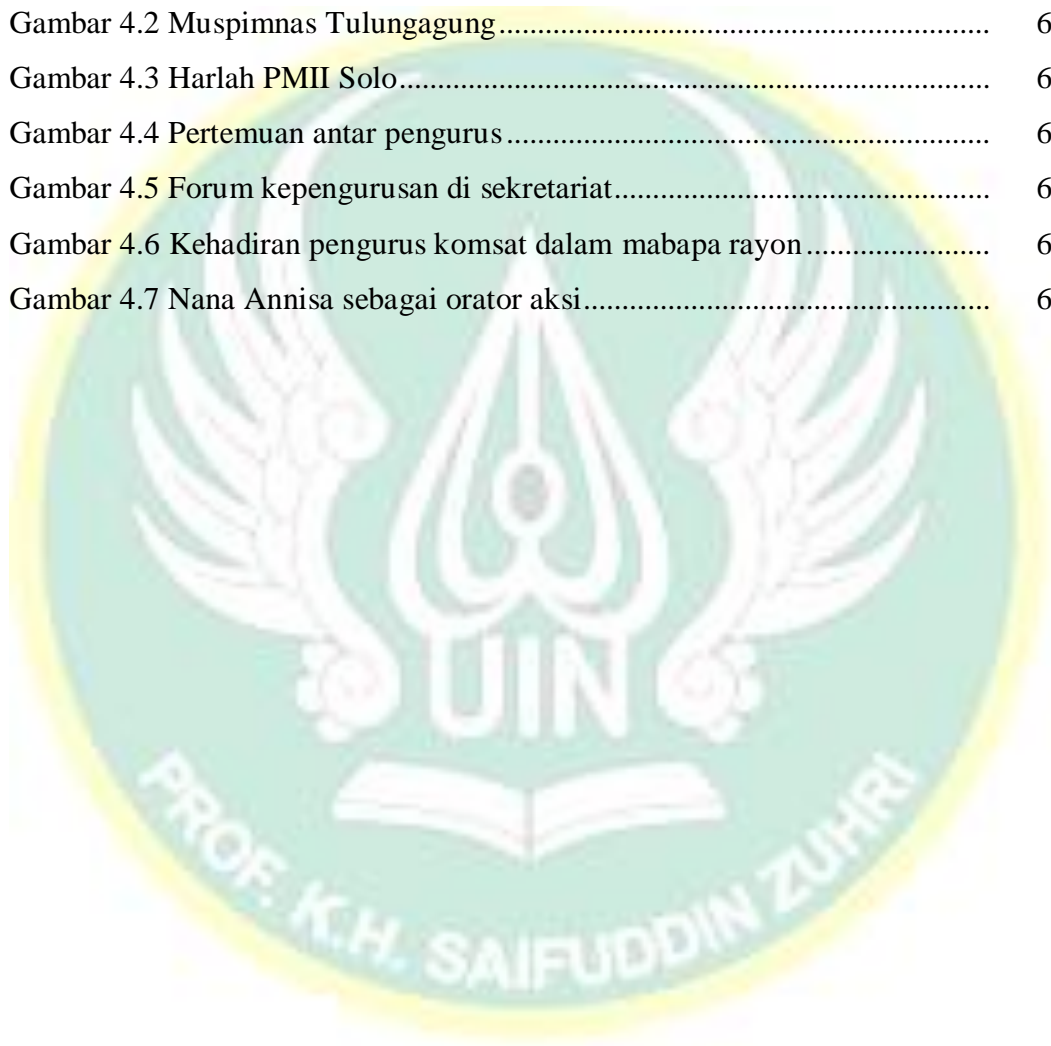 Gambar 4.2 Muspimnas Tulungagung........................................................... 6
Gambar 4.3 Harlah PMII Solo....................................................................... 6
Gambar 4.4 Pertemuan antar pengurus.......................................................... 6
Gambar 4.5 Forum kepengurusan di sekretariat............................................. 6
Gambar 4.6 Kehadiran pengurus komsat dalam mabapa rayon...................... 6
Gambar 4.7 Nana Annisa sebagai orator aksi................................................. 6
UIN
PROF. K.H. SAIFUDDIN ZUHRI